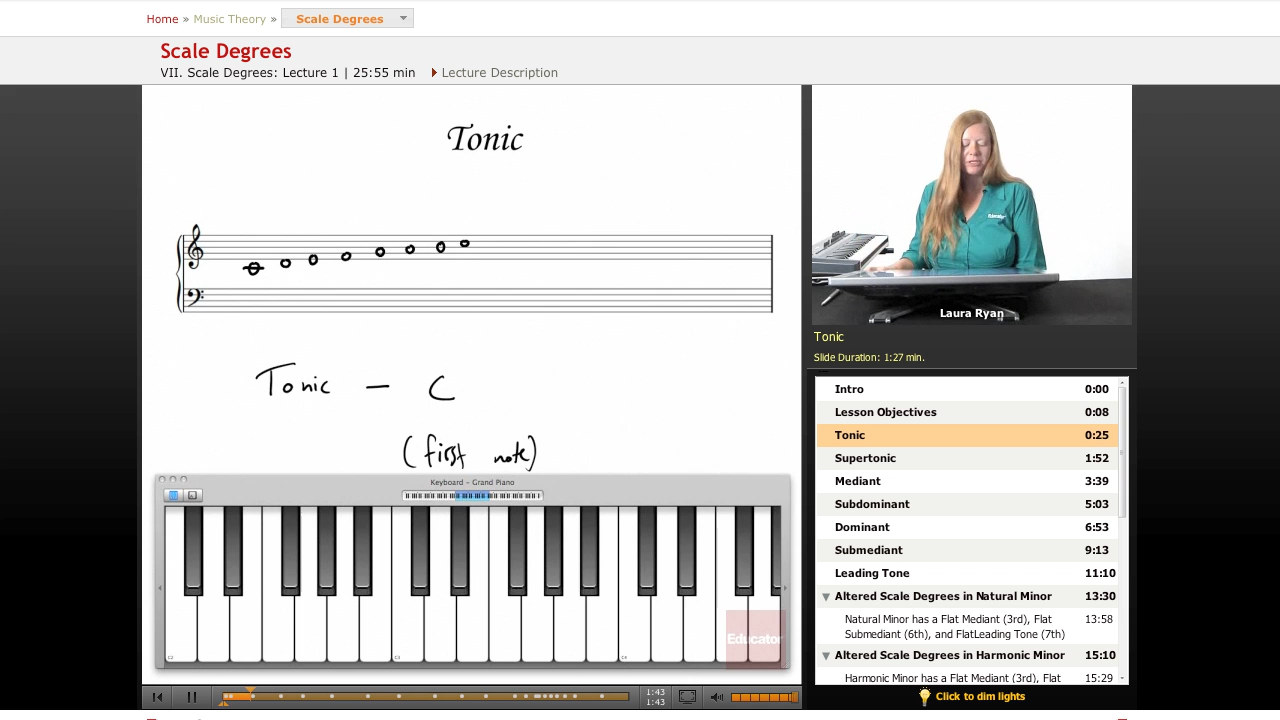 Home » Music Theory » Scale Degrees
Scale Degrees
VII. Scale Degrees: Lecture 1 | 25:55 min Lecture Description
Tonic
Tonic – C
(first note)
Keyboard – Grand Piano
C2 C3 C4
Educator
Educator
Laura Ryan
Tonic
Slide Duration: 1:27 min.
Intro 0:00
Lesson Objectives 0:08
Tonic 0:25
Supertonic 1:52
Mediant 3:39
Subdominant 5:03
Dominant 6:53
Submediant 9:13
Leading Tone 11:10
Altered Scale Degrees in Natural Minor 13:30
Natural Minor has a Flat Mediant (3rd), Flat 13:58
Submediant (6th), and FlatLeading Tone (7th)
Altered Scale Degrees in Harmonic Minor 15:10
Harmonic Minor has a Flat Mediant (3rd), Flat 15:29
1:43
1:43
Click to dim lights